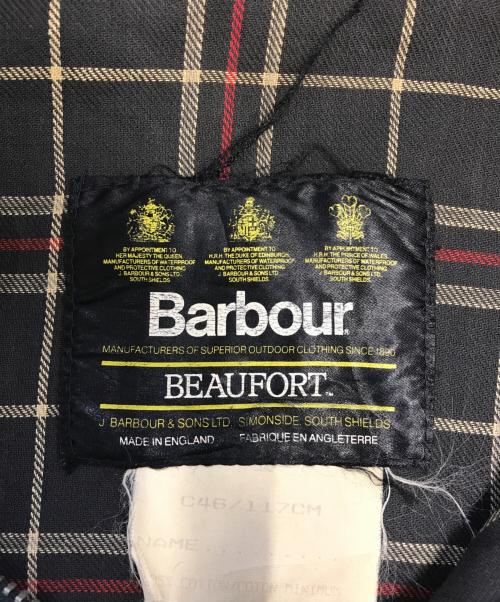 BY APPOINTMENT TO
HER MAJESTY THE QUEEN
MANUFACTURERS OF WATERPROOF
AND PROTECTIVE CLOTHING
J. BARBOUR & SONS LTD.
SOUTH SHIELDS
BY APPOINTMENT TO
H.R.H. THE DUKE OF EDINBURGH
MANUFACTURERS OF WATERPROOF
AND PROTECTIVE CLOTHING
J. BARBOUR & SONS LTD.
SOUTH SHIELDS
BY APPOINTMENT TO
H.R.H. THE PRINCE OF WALES
MANUFACTURERS OF WATERPROOF
AND PROTECTIVE CLOTHING
J. BARBOUR & SONS LTD.
SOUTH SHIELDS
Barbour®
MANUFACTURERS OF SUPERIOR OUTDOOR CLOTHING SINCE 1890
BEAUFORT™
J. BARBOUR & SONS LTD, SIMONSIDE, SOUTH SHIELDS
MADE IN ENGLAND FABRIQUE EN ANGLETERRE
C46/117CM
NAME........
COTTON/COTON MINIMUM